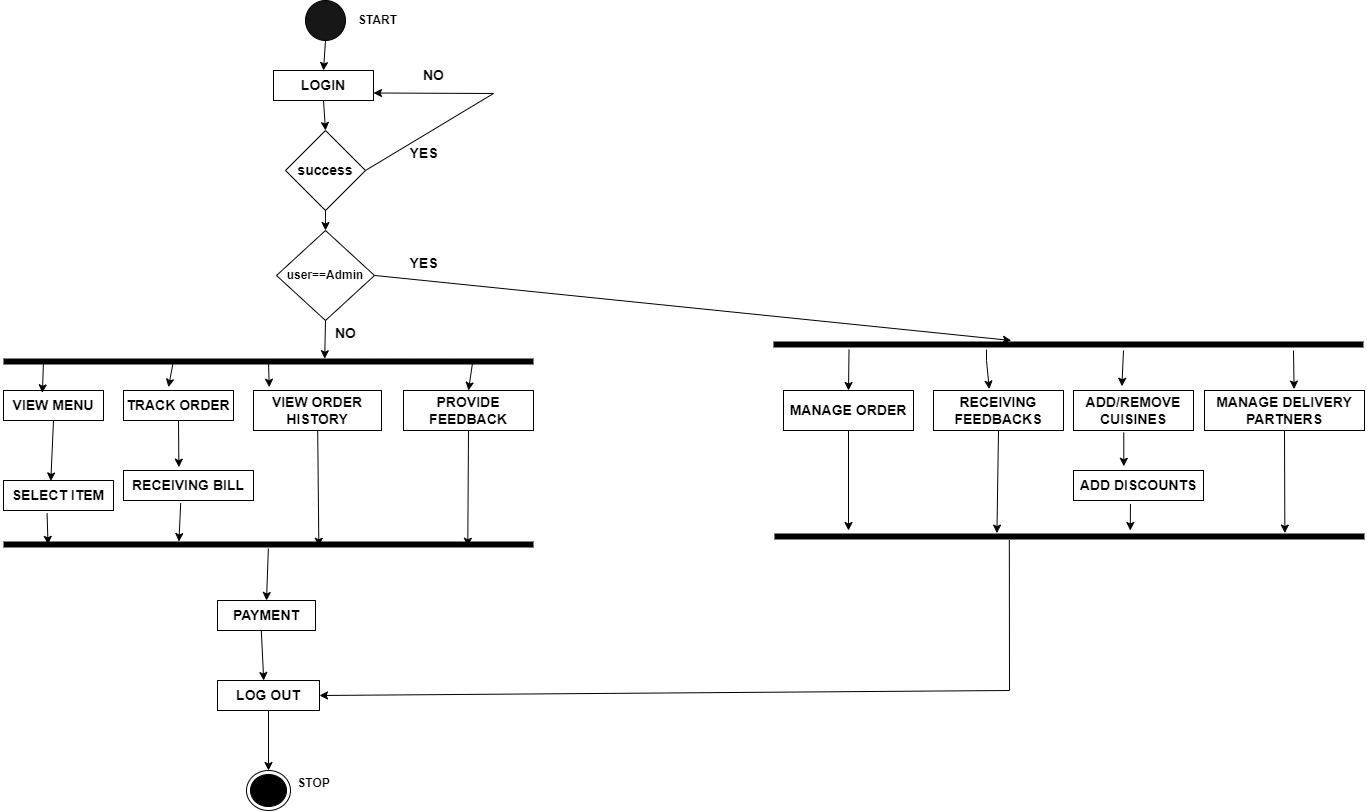 START
LOGIN
NO
YES
success
user==Admin
YES
NO
VIEW MENU
TRACK ORDER
VIEW ORDER
HISTORY
PROVIDE
FEEDBACK
MANAGE ORDER
RECEIVING
FEEDBACKS
ADD/REMOVE
CUISINES
MANAGE DELIVERY
PARTNERS
SELECT ITEM
RECEIVING BILL
ADD DISCOUNTS
PAYMENT
LOG OUT
STOP